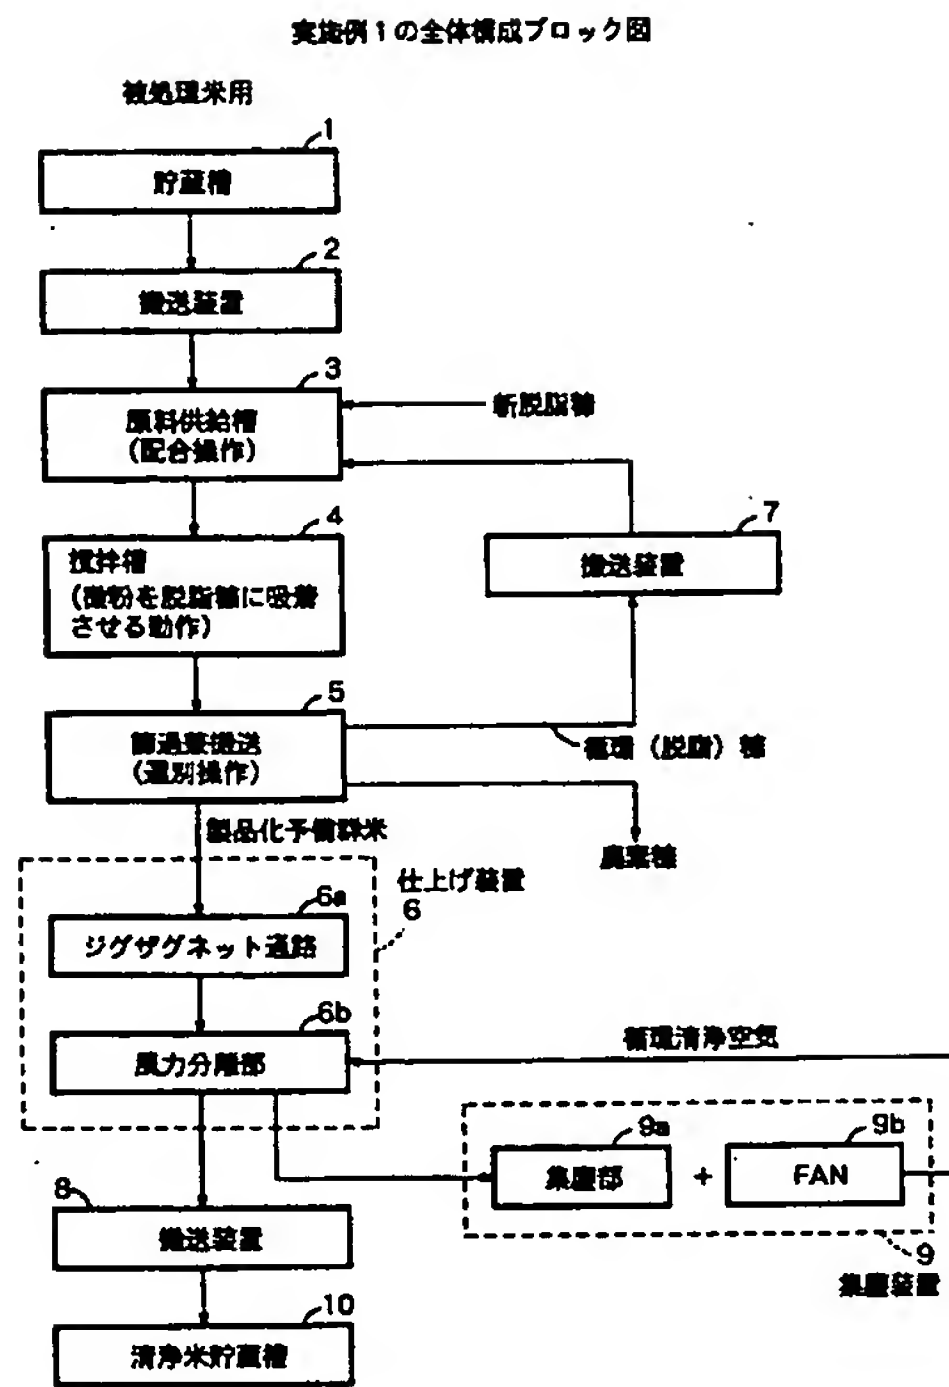 実施例1の全体構成ブロック図
被処理米用
1
貯蔵槽
2
搬送装置
3
原料供給槽
(配合操作)
新脱脂糠
4
攪拌槽
(微粉を脱脂糠に吸着
させる動作)
7
搬送装置
5
篩過兼搬送
(選別操作)
循環(脱脂)糠
廃棄糠
製品化予備群米
仕上げ装置
6
6a
ジグザグネット通路
6b
風力分離部
循環清浄空気
9a
集塵部
+
9b
FAN
9
集塵装置
8
搬送装置
10
清浄米貯蔵槽